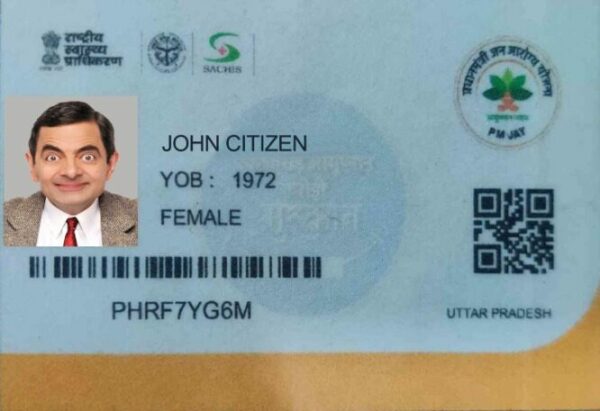 राष्ट्रीय
स्वास्थ्य
प्राधिकरण
SACHIS
प्रधानमंत्री जन आरोग्य योजना
PM-JAY
JOHN CITIZEN
YOB : 1972
FEMALE
PHRF7YG6M
UTTAR PRADESH